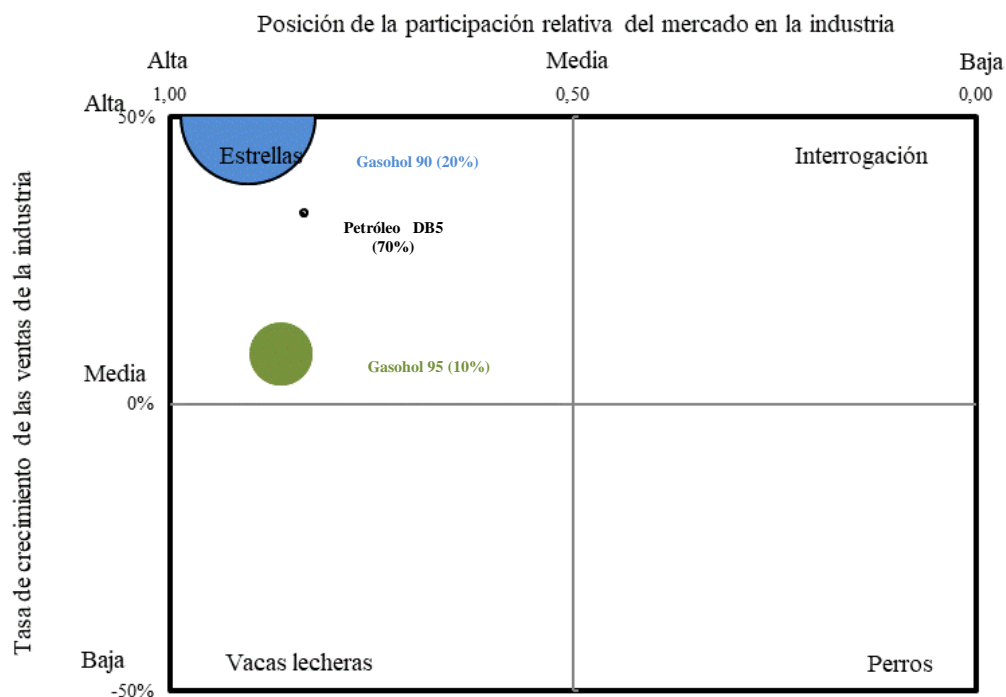 Posición de la participación relativa del mercado en la industria
Alta
Media
Baja
1,00
0,50
0,00
Alta
50%
Estrellas
Gasohol 90 (20%)
Interrogación
Petróleo DB5
(70%)
Tasa de crecimiento de las ventas de la industria
Gasohol 95 (10%)
Media
0%
Vacas lecheras
Perros
Baja
-50%